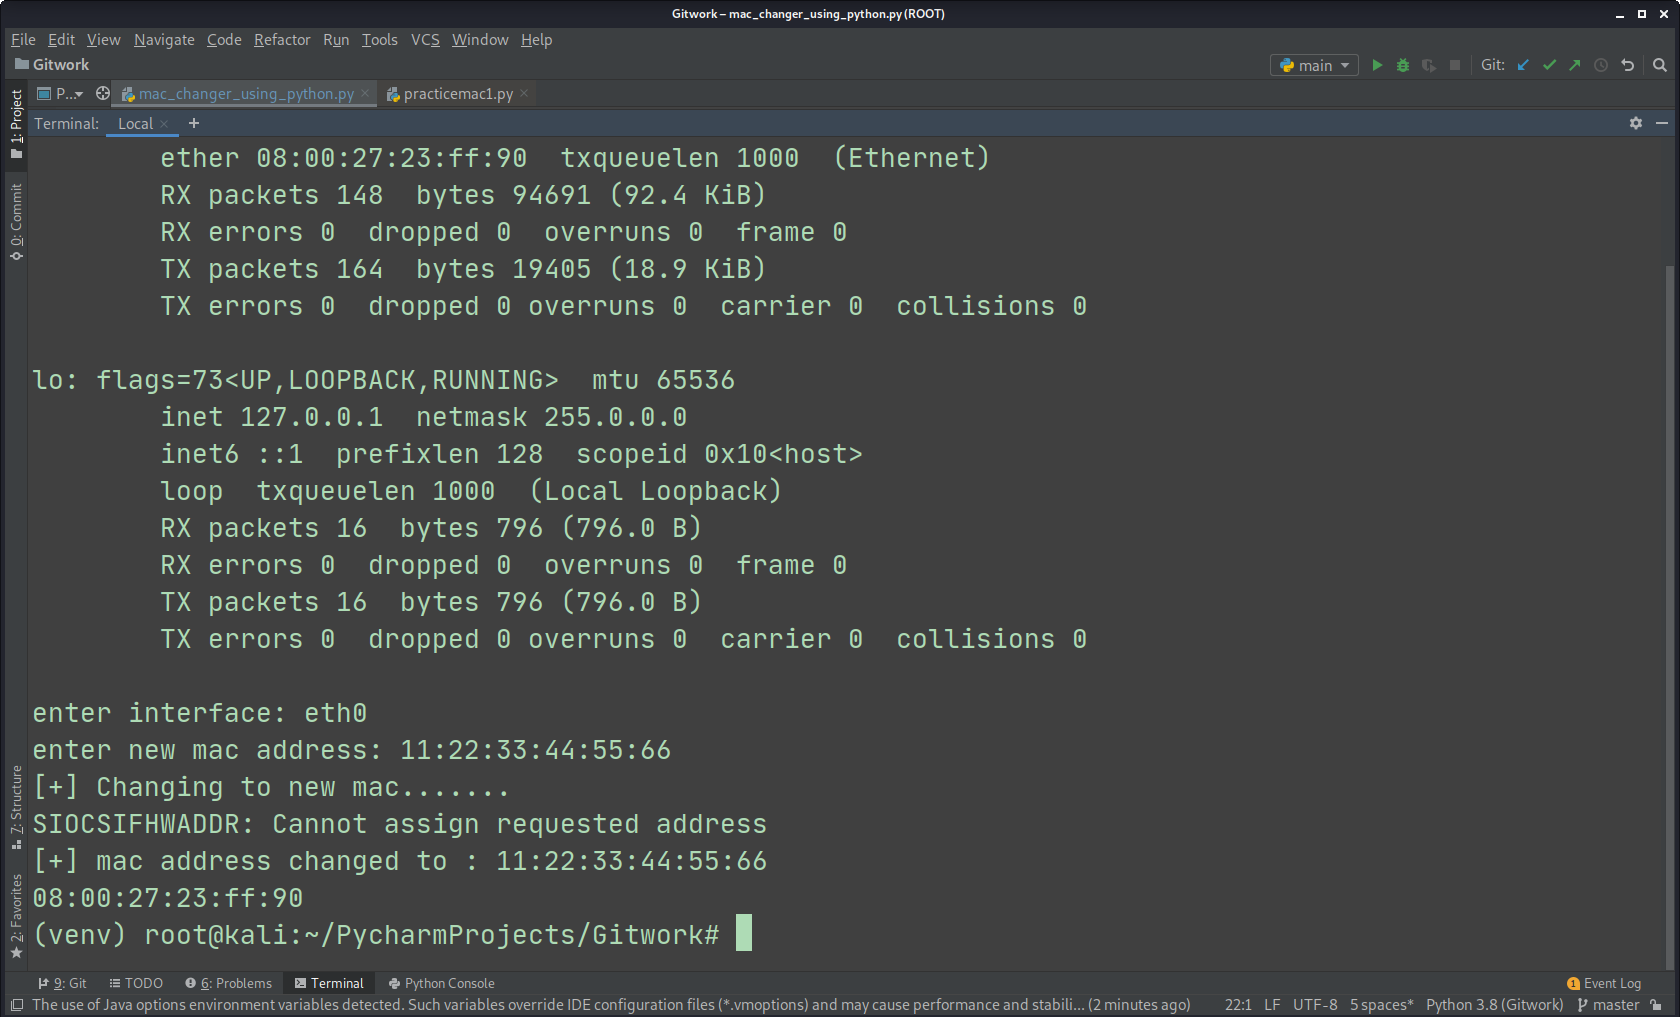 Gitwork – mac_changer_using_python.py (ROOT)
File Edit View Navigate Code Refactor Run Tools VCS Window Help
Gitwork main Git:
1: Project
0: Commit
7: Structure
2: Favorites
P... mac_changer_using_python.py practicemac1.py
Terminal: Local +
ether 08:00:27:23:ff:90  txqueuelen 1000  (Ethernet)
RX packets 148  bytes 94691 (92.4 KiB)
RX errors 0  dropped 0  overruns 0  frame 0
TX packets 164  bytes 19405 (18.9 KiB)
TX errors 0  dropped 0 overruns 0  carrier 0  collisions 0
lo: flags=73<UP,LOOPBACK,RUNNING>  mtu 65536
inet 127.0.0.1  netmask 255.0.0.0
inet6 ::1  prefixlen 128  scopeid 0x10<host>
loop  txqueuelen 1000  (Local Loopback)
RX packets 16  bytes 796 (796.0 B)
RX errors 0  dropped 0  overruns 0  frame 0
TX packets 16  bytes 796 (796.0 B)
TX errors 0  dropped 0 overruns 0  carrier 0  collisions 0
enter interface: eth0
enter new mac address: 11:22:33:44:55:66
[+] Changing to new mac.......
SIOCSIFHWADDR: Cannot assign requested address
[+] mac address changed to : 11:22:33:44:55:66
08:00:27:23:ff:90
(venv) root@kali:~/PycharmProjects/Gitwork#
9: Git TODO 6: Problems Terminal Python Console 1 Event Log
The use of Java options environment variables detected. Such variables override IDE configuration files (*.vmoptions) and may cause performance and stabili... (2 minutes ago) 22:1 LF UTF-8 5 spaces* Python 3.8 (Gitwork) master